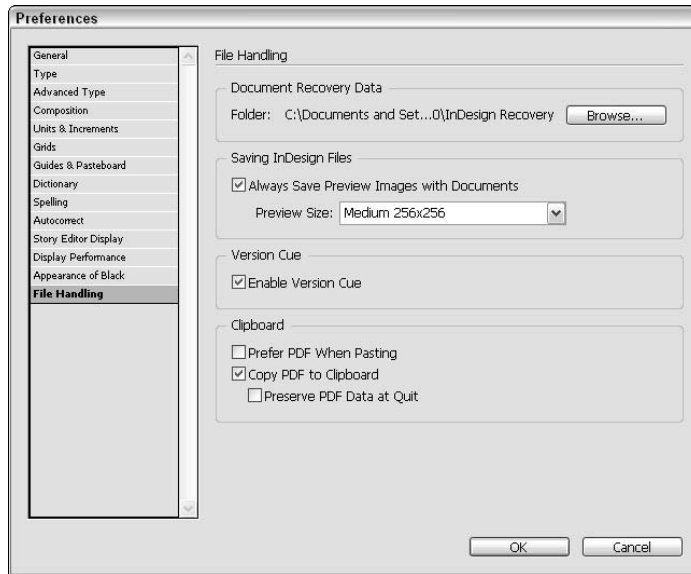 Preferences
General
Type
Advanced Type
Composition
Units & Increments
Grids
Guides & Pasteboard
Dictionary
Spelling
Autocorrect
Story Editor Display
Display Performance
Appearance of Black
File Handling
File Handling
Document Recovery Data
Folder: C:\Documents and Set...0\InDesign Recovery Browse...
Saving InDesign Files
Always Save Preview Images with Documents
Preview Size: Medium 256x256
Version Cue
Enable Version Cue
Clipboard
Prefer PDF When Pasting
Copy PDF to Clipboard
Preserve PDF Data at Quit
OK Cancel